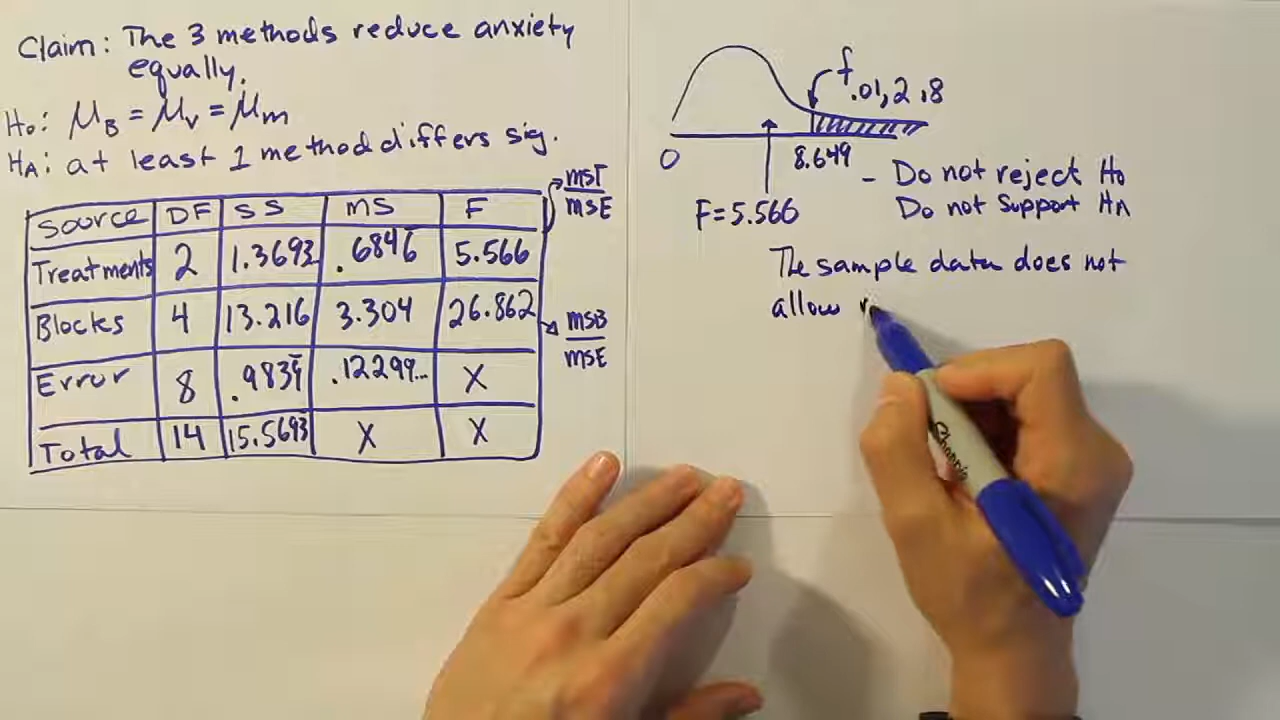 Claim: The 3 methods reduce anxiety
equally.
Ho: μB = μv = μm
HA: at least 1 method differs sig.
Source DF SS MS F
Treatments 2 1.3693 .6846 5.566
Blocks 4 13.216 3.304 26.862
Error 8 .9839 .12299... X
Total 14 15.5693 X X
MST
MSE
MSB
MSE
f.01,2,8
0
8.649
F=5.566
- Do not reject Ho
Do not Support HA
The sample data does not
allow
Sharpie